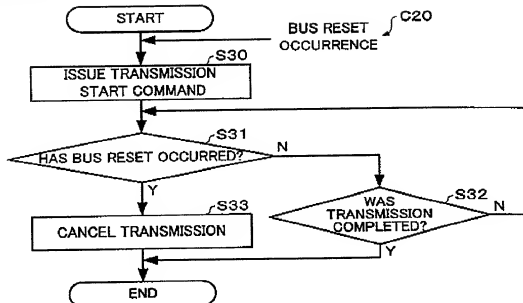 START
BUS RESET
OCCURRENCE
C20
S30
ISSUE TRANSMISSION
START COMMAND
S31
HAS BUS RESET OCCURRED?
N
Y
S32
WAS
TRANSMISSION
COMPLETED?
N
Y
S33
CANCEL TRANSMISSION
END